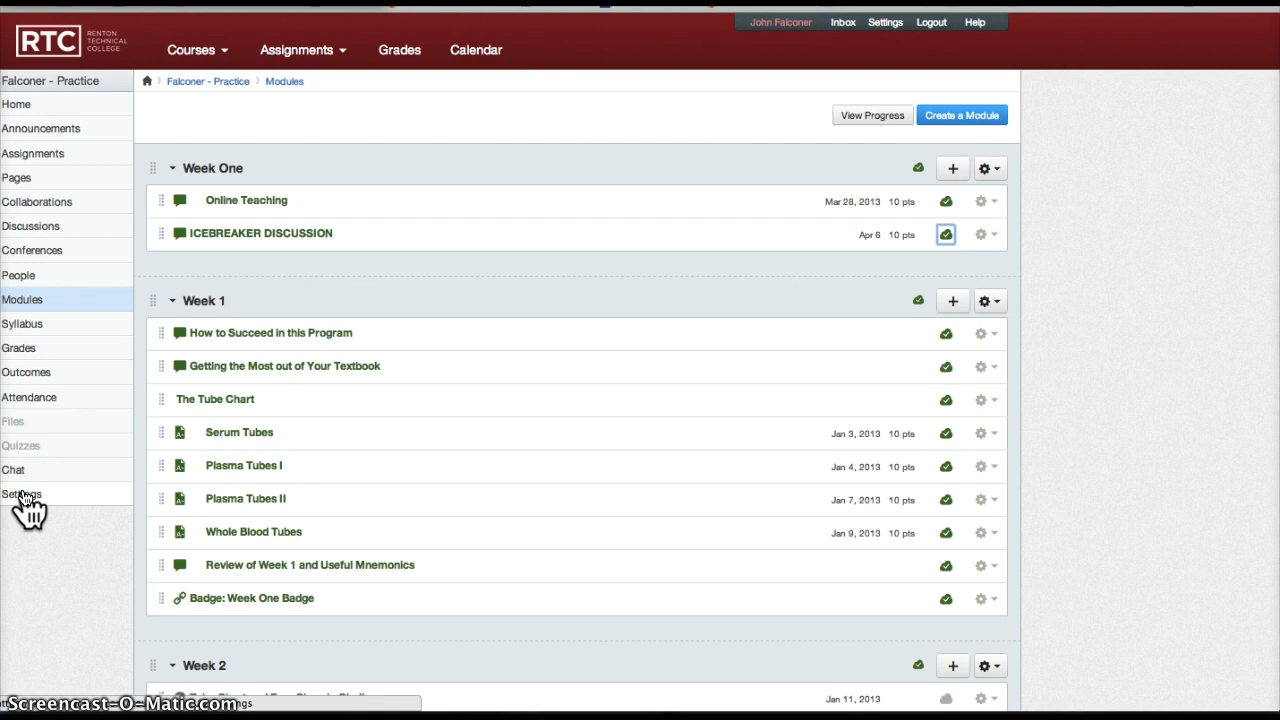 John Falconer Inbox Settings Logout Help
RTC RENTON TECHNICAL COLLEGE
Courses Assignments Grades Calendar
Falconer - Practice
Falconer - Practice Modules
Home
Announcements
Assignments
Pages
Collaborations
Discussions
Conferences
People
Modules
Syllabus
Grades
Outcomes
Attendance
Files
Quizzes
Chat
Settings
View Progress Create a Module
Week One
Online Teaching Mar 28, 2013 10 pts
ICEBREAKER DISCUSSION Apr 6 10 pts
Week 1
How to Succeed in this Program
Getting the Most out of Your Textbook
The Tube Chart
Serum Tubes Jan 3, 2013 10 pts
Plasma Tubes I Jan 4, 2013 10 pts
Plasma Tubes II Jan 7, 2013 10 pts
Whole Blood Tubes Jan 9, 2013 10 pts
Review of Week 1 and Useful Mnemonics
Badge: Week One Badge
Week 2
Jan 11, 2013
Screencast-O-Matic.com